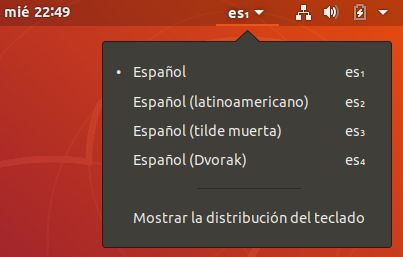 mié 22:49 es₁
Español es₁
Español (latinoamericano) es₂
Español (tilde muerta) es₃
Español (Dvorak) es₄
Mostrar la distribución del teclado